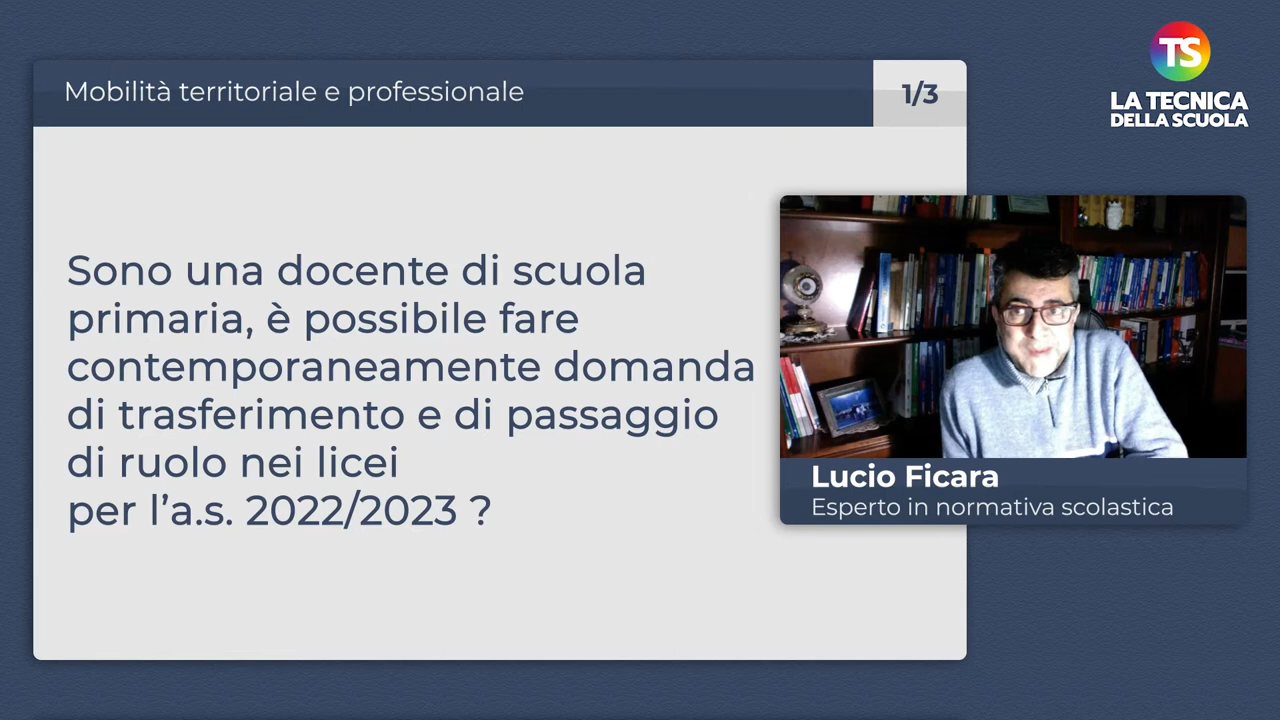 Mobilità territoriale e professionale
1/3
TS
LA TECNICA
DELLA SCUOLA
Sono una docente di scuola
primaria, è possibile fare
contemporaneamente domanda
di trasferimento e di passaggio
di ruolo nei licei
per l’a.s. 2022/2023 ?
Lucio Ficara
Esperto in normativa scolastica